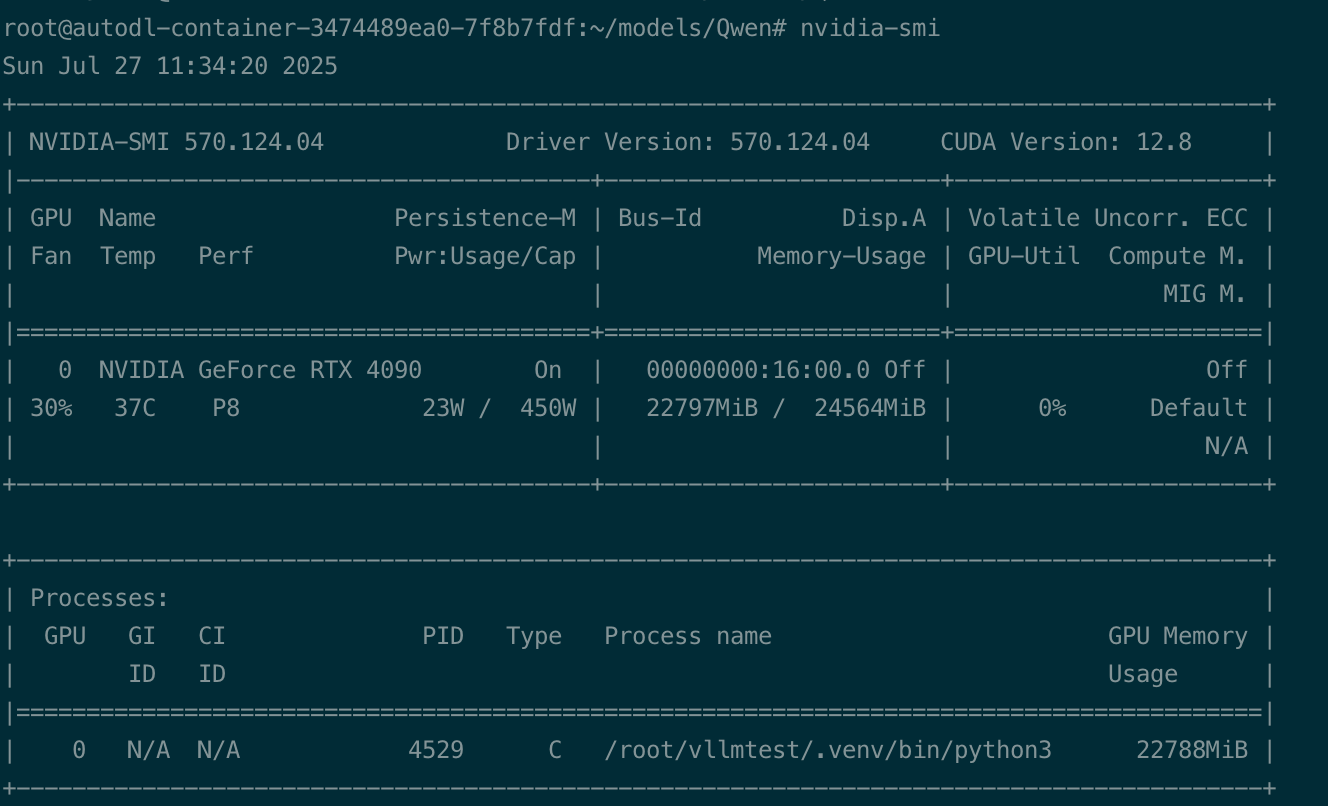 root@autodl-container-3474489ea0-7f8b7fdf:~/models/Qwen# nvidia-smi
Sun Jul 27 11:34:20 2025
+-----------------------------------------------------------------------------------------+
| NVIDIA-SMI 570.124.04             Driver Version: 570.124.04     CUDA Version: 12.8     |
|-----------------------------------------+------------------------+----------------------+
| GPU  Name                 Persistence-M | Bus-Id          Disp.A | Volatile Uncorr. ECC |
| Fan  Temp   Perf          Pwr:Usage/Cap |           Memory-Usage | GPU-Util  Compute M. |
|                                         |                        |               MIG M. |
|=========================================+========================+======================|
|   0  NVIDIA GeForce RTX 4090        On  |   00000000:16:00.0 Off |                  Off |
| 30%   37C    P8             23W /  450W |   22797MiB /  24564MiB |      0%      Default |
|                                         |                        |                  N/A |
+-----------------------------------------+------------------------+----------------------+

+-----------------------------------------------------------------------------------------+
| Processes:                                                                              |
|  GPU   GI   CI              PID   Type   Process name                        GPU Memory |
|        ID   ID                                                               Usage      |
|=========================================================================================|
|    0   N/A  N/A            4529      C   /root/vllmtest/.venv/bin/python3      22788MiB |
+-----------------------------------------------------------------------------------------+